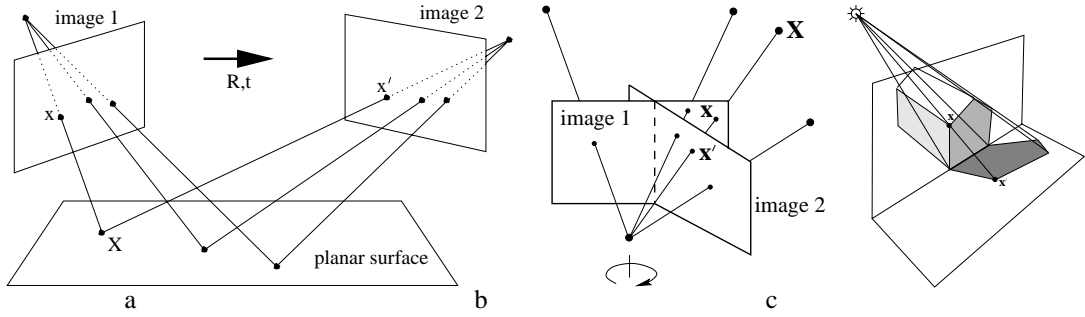 image 1
R,t
x
X
planar surface
image 2
x′
a
b
X
image 1
x
x′
image 2
c
x
x